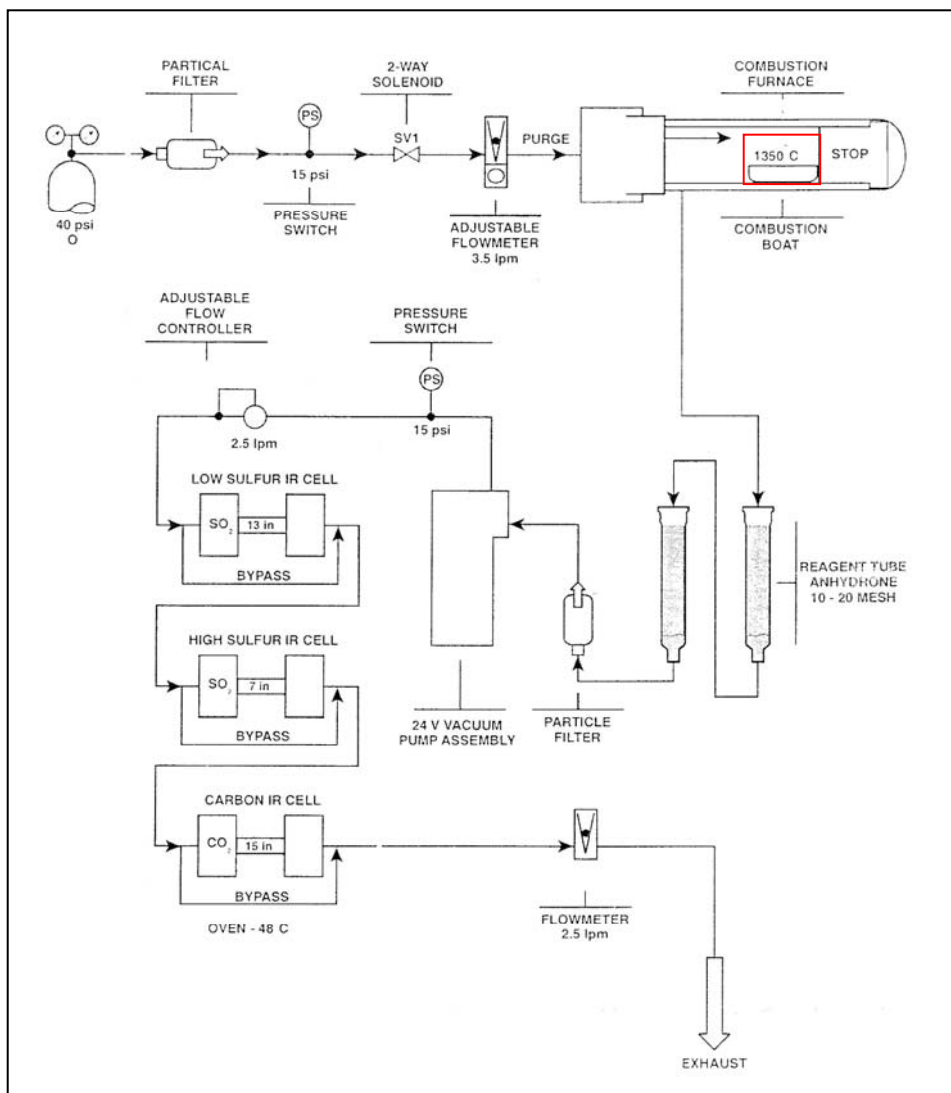 PARTICAL
FILTER
2-WAY
SOLENOID
COMBUSTION
FURNACE
PS
SV1
PURGE
1350 C
STOP
15 psi
PRESSURE
SWITCH
40 psi
O
ADJUSTABLE
FLOWMETER
3.5 lpm
COMBUSTION
BOAT
ADJUSTABLE
FLOW
CONTROLLER
PRESSURE
SWITCH
PS
2.5 lpm
15 psi
LOW SULFUR IR CELL
SO₂
13 in
BYPASS
REAGENT TUBE
ANHYDRONE
10 - 20 MESH
HIGH SULFUR IR CELL
SO₂
7 in
BYPASS
24 V VACUUM
PUMP ASSEMBLY
PARTICLE
FILTER
CARBON IR CELL
CO₂
15 in
BYPASS
OVEN - 48 C
FLOWMETER
2.5 lpm
EXHAUST